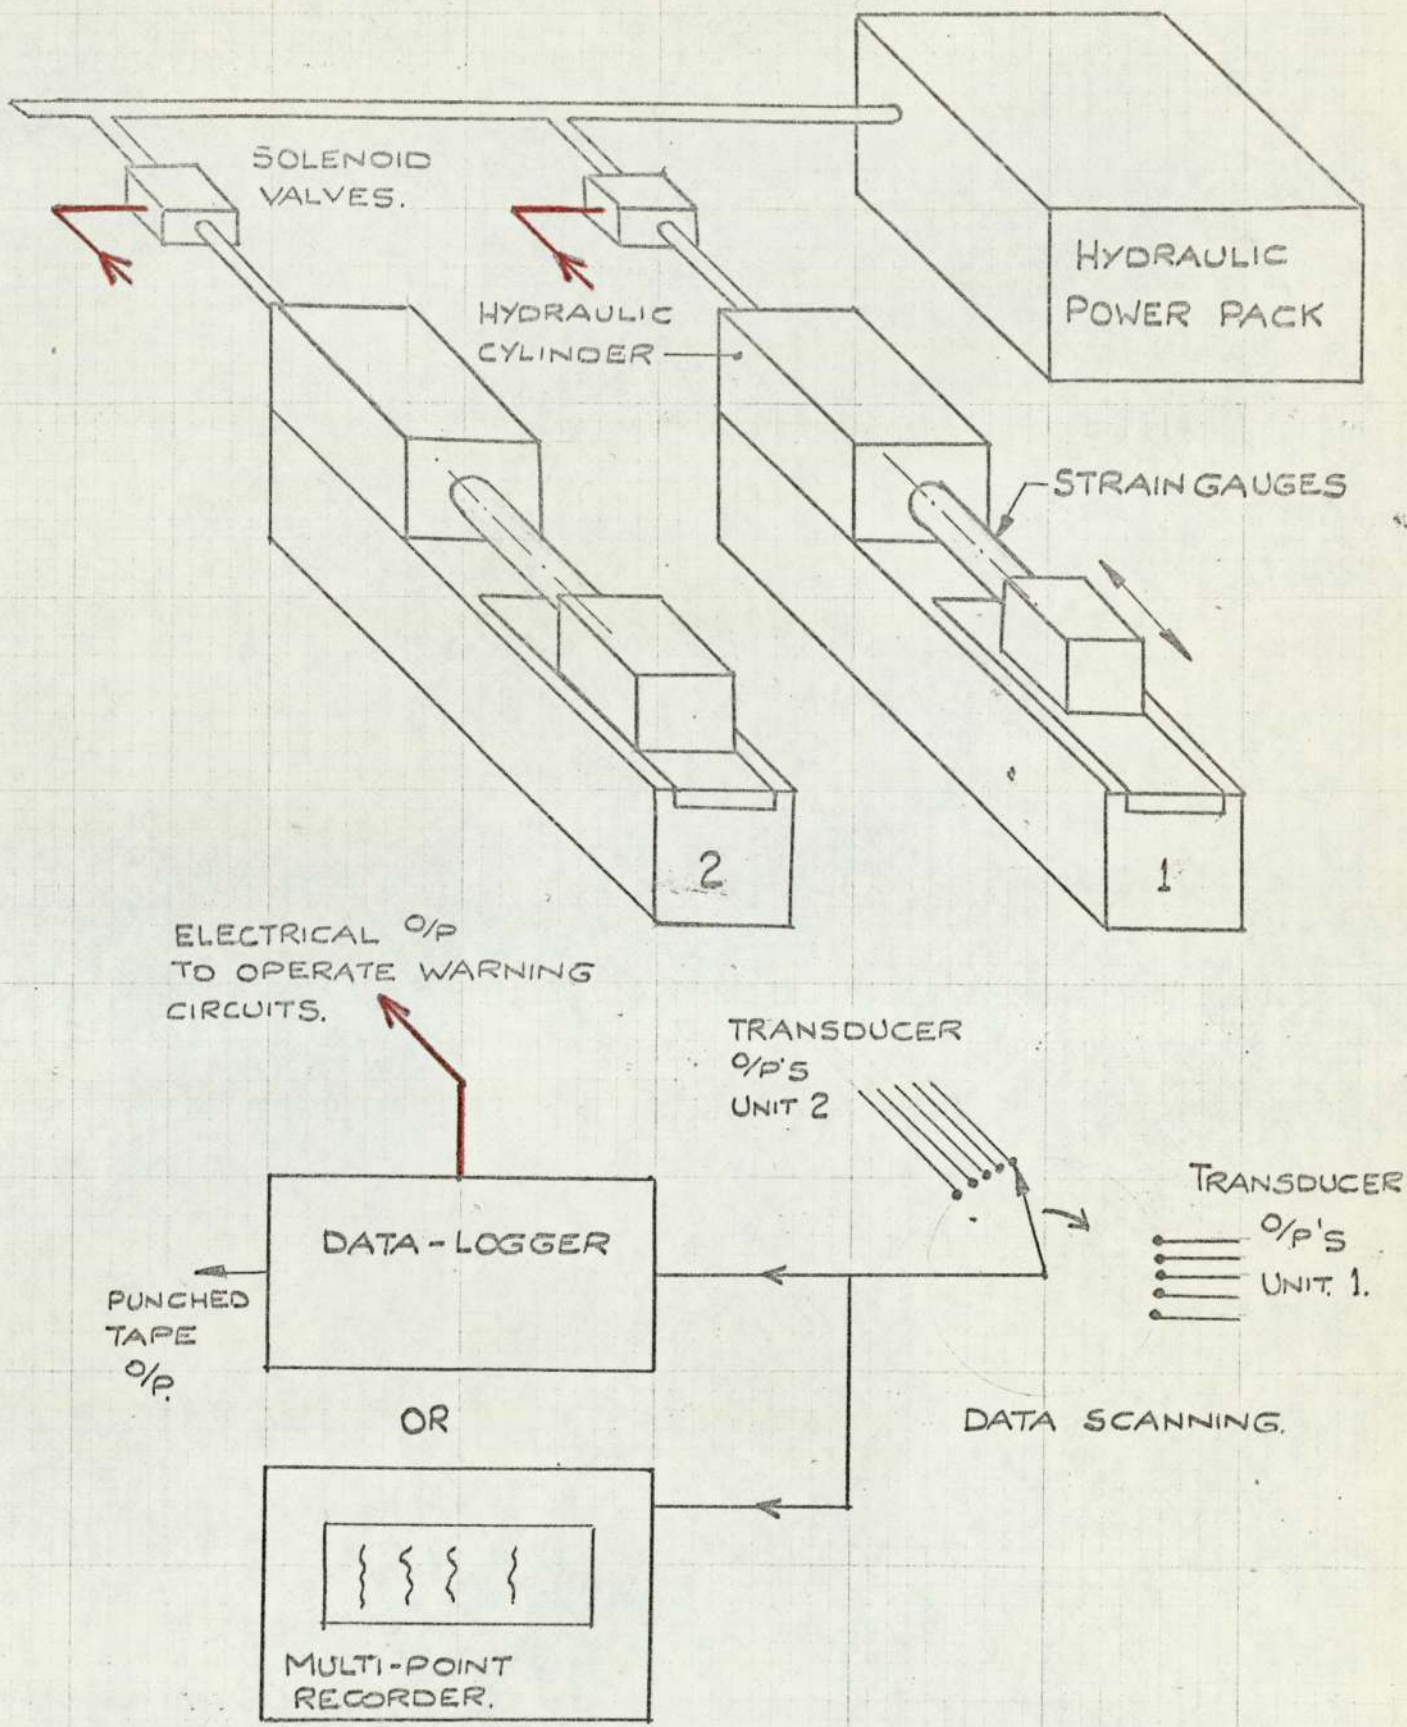 SOLENOID
VALVES.
HYDRAULIC
POWER PACK
HYDRAULIC
CYLINDER
STRAIN GAUGES
2
1
ELECTRICAL O/P
TO OPERATE WARNING
CIRCUITS.
TRANSDUCER
O/P'S
UNIT 2
TRANSDUCER
O/P'S
UNIT. 1.
DATA-LOGGER
PUNCHED
TAPE
O/P.
OR
DATA SCANNING.
MULTI-POINT
RECORDER.